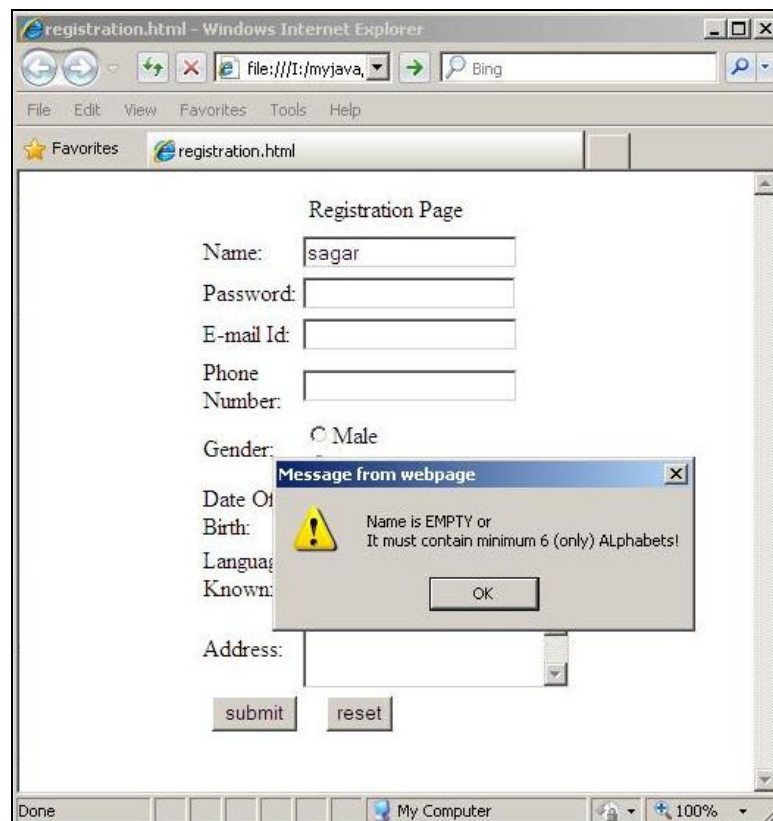 registration.html - Windows Internet Explorer
file:///I:/myjava,
Bing
File Edit View Favorites Tools Help
Favorites
registration.html
Registration Page
Name: sagar
Password:
E-mail Id:
Phone
Number:
Gender: Male
Message from webpage
Name is EMPTY or
It must contain minimum 6 (only) ALphabets!
OK
Date Of
Birth:
Known:
Address:
submit reset
Done
My Computer
100%